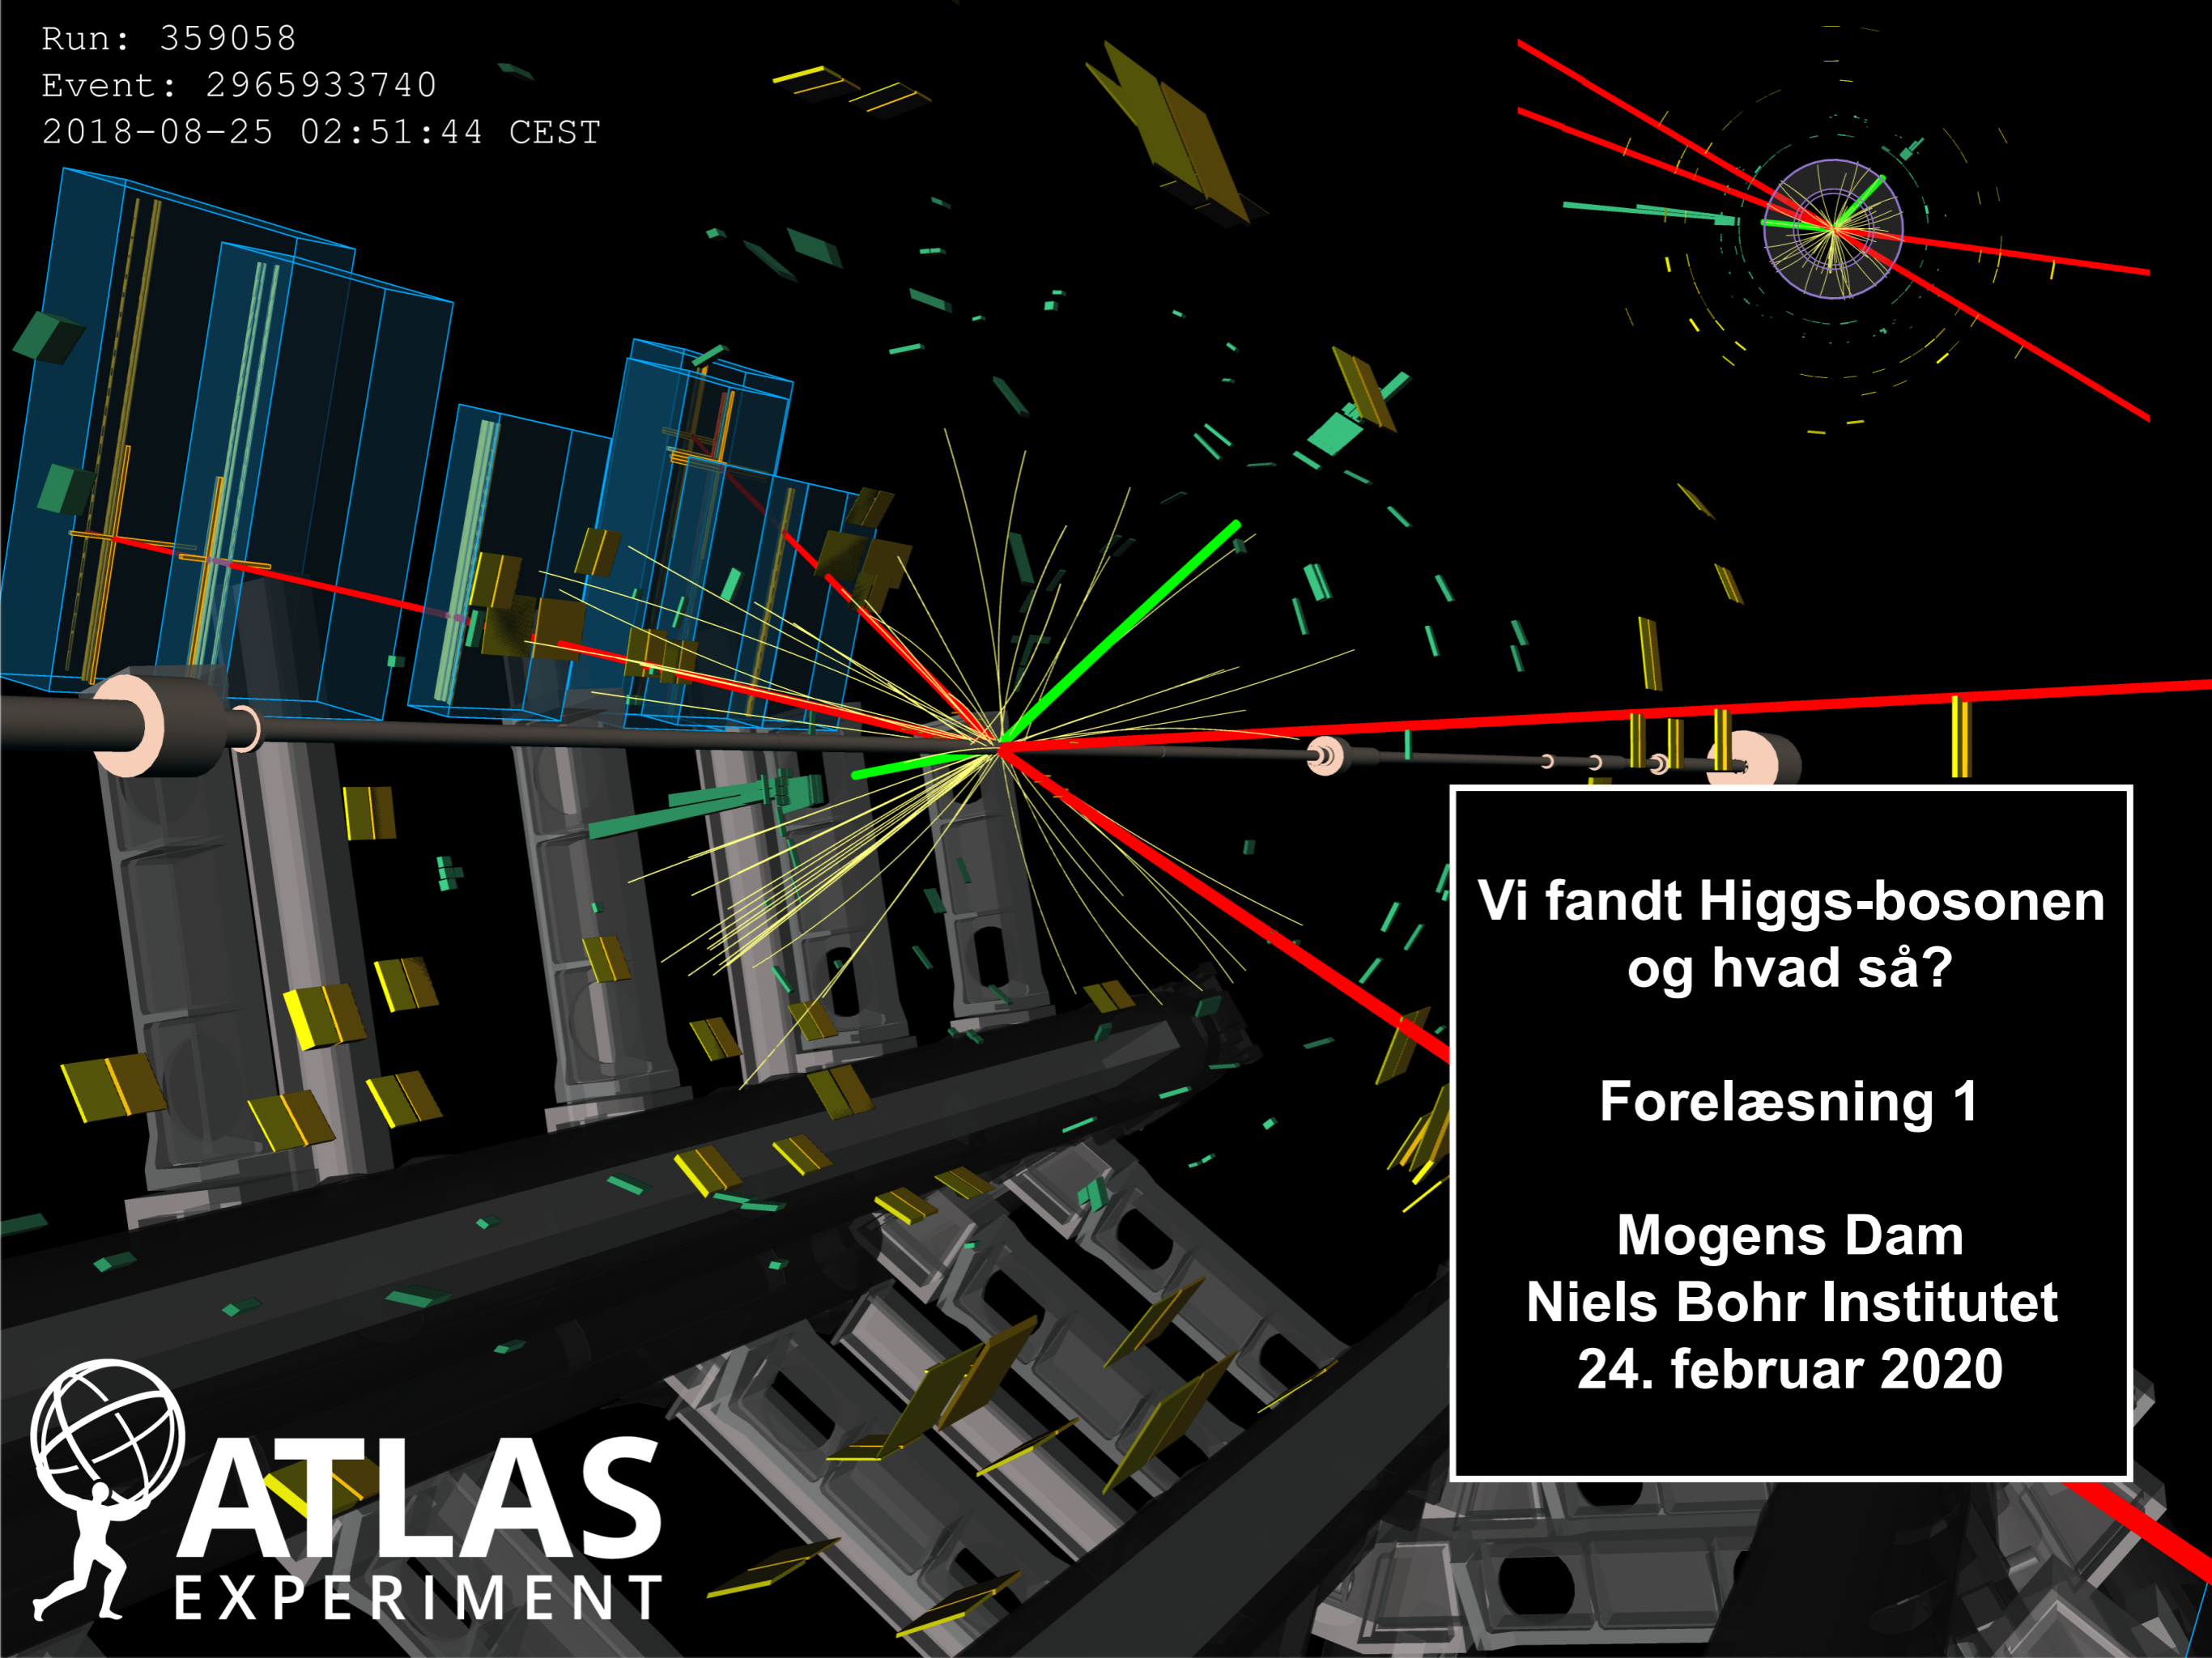 Run: 359058
Event: 2965933740
2018-08-25 02:51:44 CEST
Vi fandt Higgs-bosonen
og hvad så?
Forelæsning 1
Mogens Dam
Niels Bohr Institutet
24. februar 2020
ATLAS
EXPERIMENT